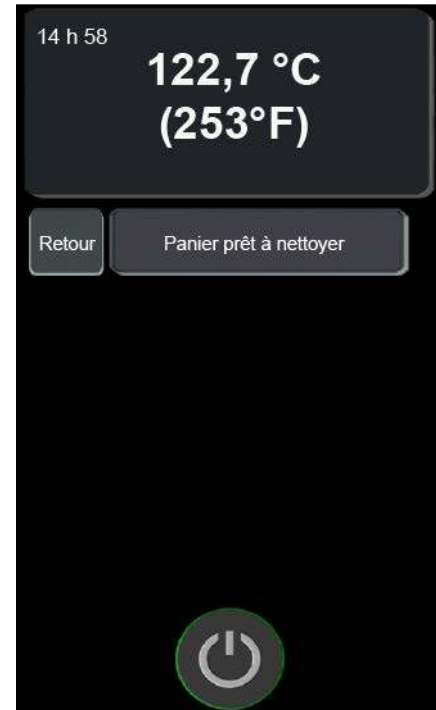 14 h 58
122,7 °C
(253°F)
Retour
Panier prêt à nettoyer